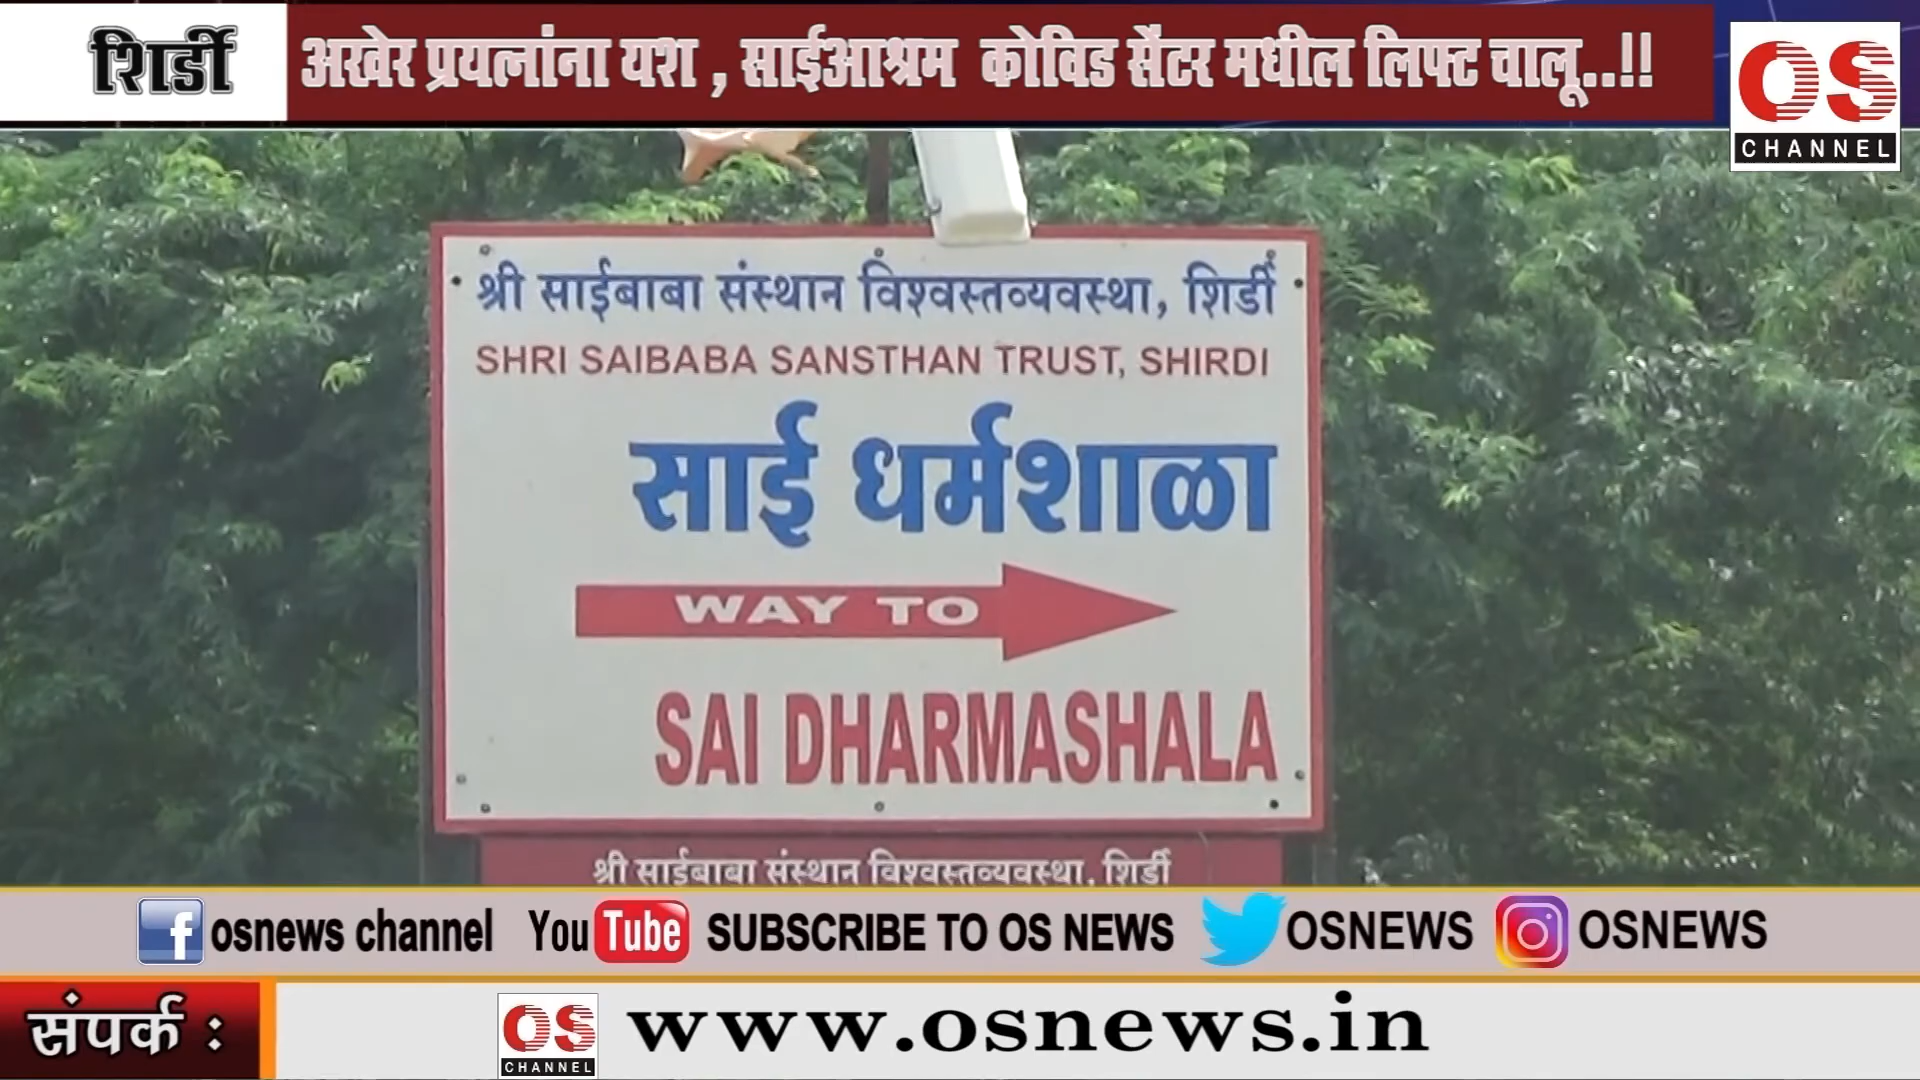 शिर्डी
अखेर प्रयत्नांना यश , साईआश्रम कोविड सेंटर मधील लिफ्ट चालू..!!
OS
CHANNEL
श्री साईबाबा संस्थान विश्वस्तव्यवस्था, शिर्डी
SHRI SAIBABA SANSTHAN TRUST, SHIRDI
साई धर्मशाळा
WAY TO
SAI DHARMASHALA
श्री साईबाबा संस्थान विश्वस्तव्यवस्था, शिर्डी
f osnews channel You Tube SUBSCRIBE TO OS NEWS OSNEWS OSNEWS
संपर्क :
OS
CHANNEL
www.osnews.in